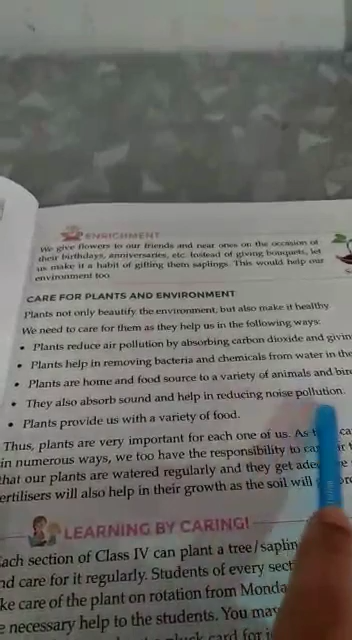 ENRICHMENT
We give flowers to our friends and near ones on the occasion of
their birthdays, anniversaries, etc. Instead of giving bouquets, let
us make it a habit of gifting them saplings. This would help our
environment too.
CARE FOR PLANTS AND ENVIRONMENT
Plants not only beautify the environment, but also make it healthy
We need to care for them as they help us in the following ways:
• Plants reduce air pollution by absorbing carbon dioxide and givin
• Plants help in removing bacteria and chemicals from water in the
• Plants are home and food source to a variety of animals and bir
• They also absorb sound and help in reducing noise pollution.
• Plants provide us with a variety of food.
Thus, plants are very important for each one of us. As
in numerous ways, we too have the responsibility to
that our plants are watered regularly and they get
ertilisers will also help in their growth as the soil will
LEARNING BY CARING!
ach section of Class IV can plant a tree/saplin
nd care for it regularly. Students of every sect
ke care of the plant on rotation from Monda
e necessary help to the students. You may